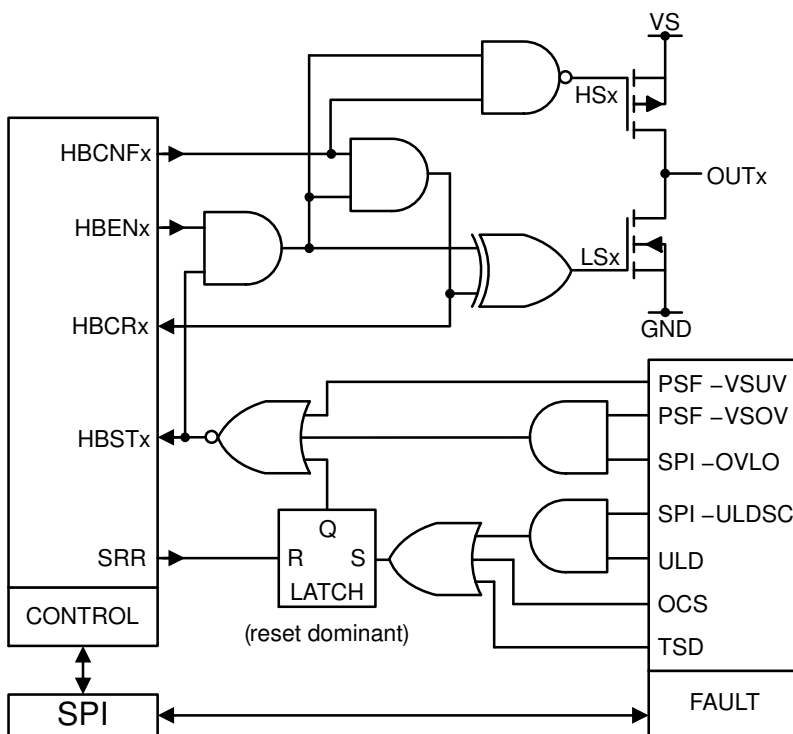 VS
HSx
HBCNFx
OUTx
HBENx
LSx
HBCRx
GND
PSF –VSUV
PSF –VSOV
HBSTx
SPI –OVLO
SPI –ULDSC
Q
SRR
R S
ULD
LATCH
OCS
CONTROL
(reset dominant)
TSD
SPI
FAULT